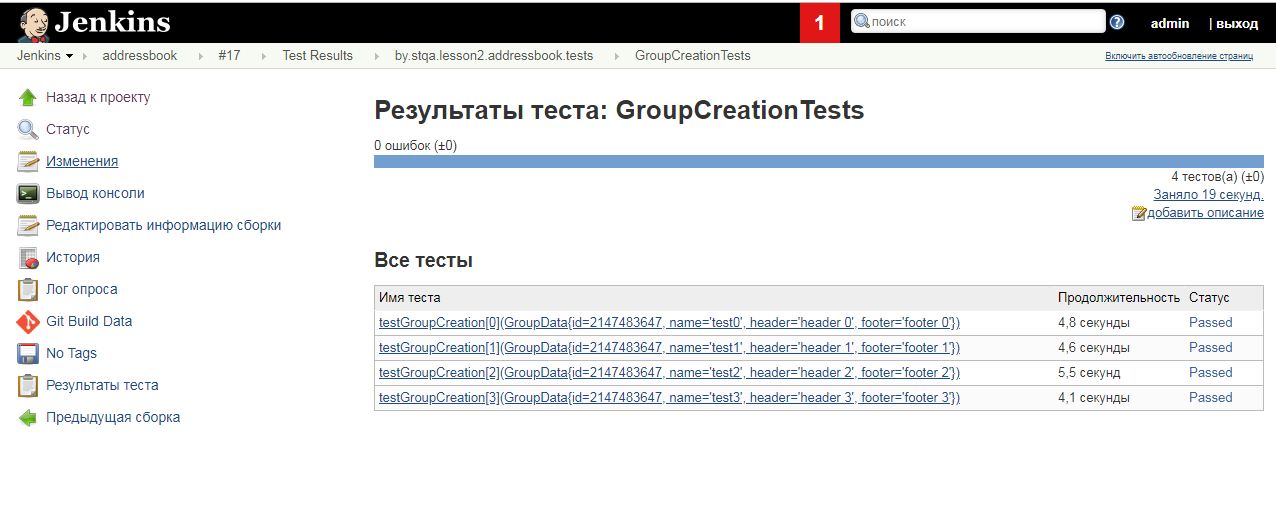 Jenkins 1 поиск admin | выход
Jenkins addressbook #17 Test Results by.stqa.lesson2.addressbook.tests GroupCreationTests Включить автообновление страниц
Назад к проекту
Статус
Изменения
Вывод консоли
Редактировать информацию сборки
История
Лог опроса
Git Build Data
No Tags
Результаты теста
Предыдущая сборка
Результаты теста: GroupCreationTests
0 ошибок (±0)
4 тестов(а) (±0)
Заняло 19 секунд.
добавить описание
Все тесты
Имя теста Продолжительность Статус
testGroupCreation[0](GroupData{id=2147483647, name='test0', header='header 0', footer='footer 0'}) 4,8 секунды Passed
testGroupCreation[1](GroupData{id=2147483647, name='test1', header='header 1', footer='footer 1'}) 4,6 секунды Passed
testGroupCreation[2](GroupData{id=2147483647, name='test2', header='header 2', footer='footer 2'}) 5,5 секунд Passed
testGroupCreation[3](GroupData{id=2147483647, name='test3', header='header 3', footer='footer 3'}) 4,1 секунды Passed